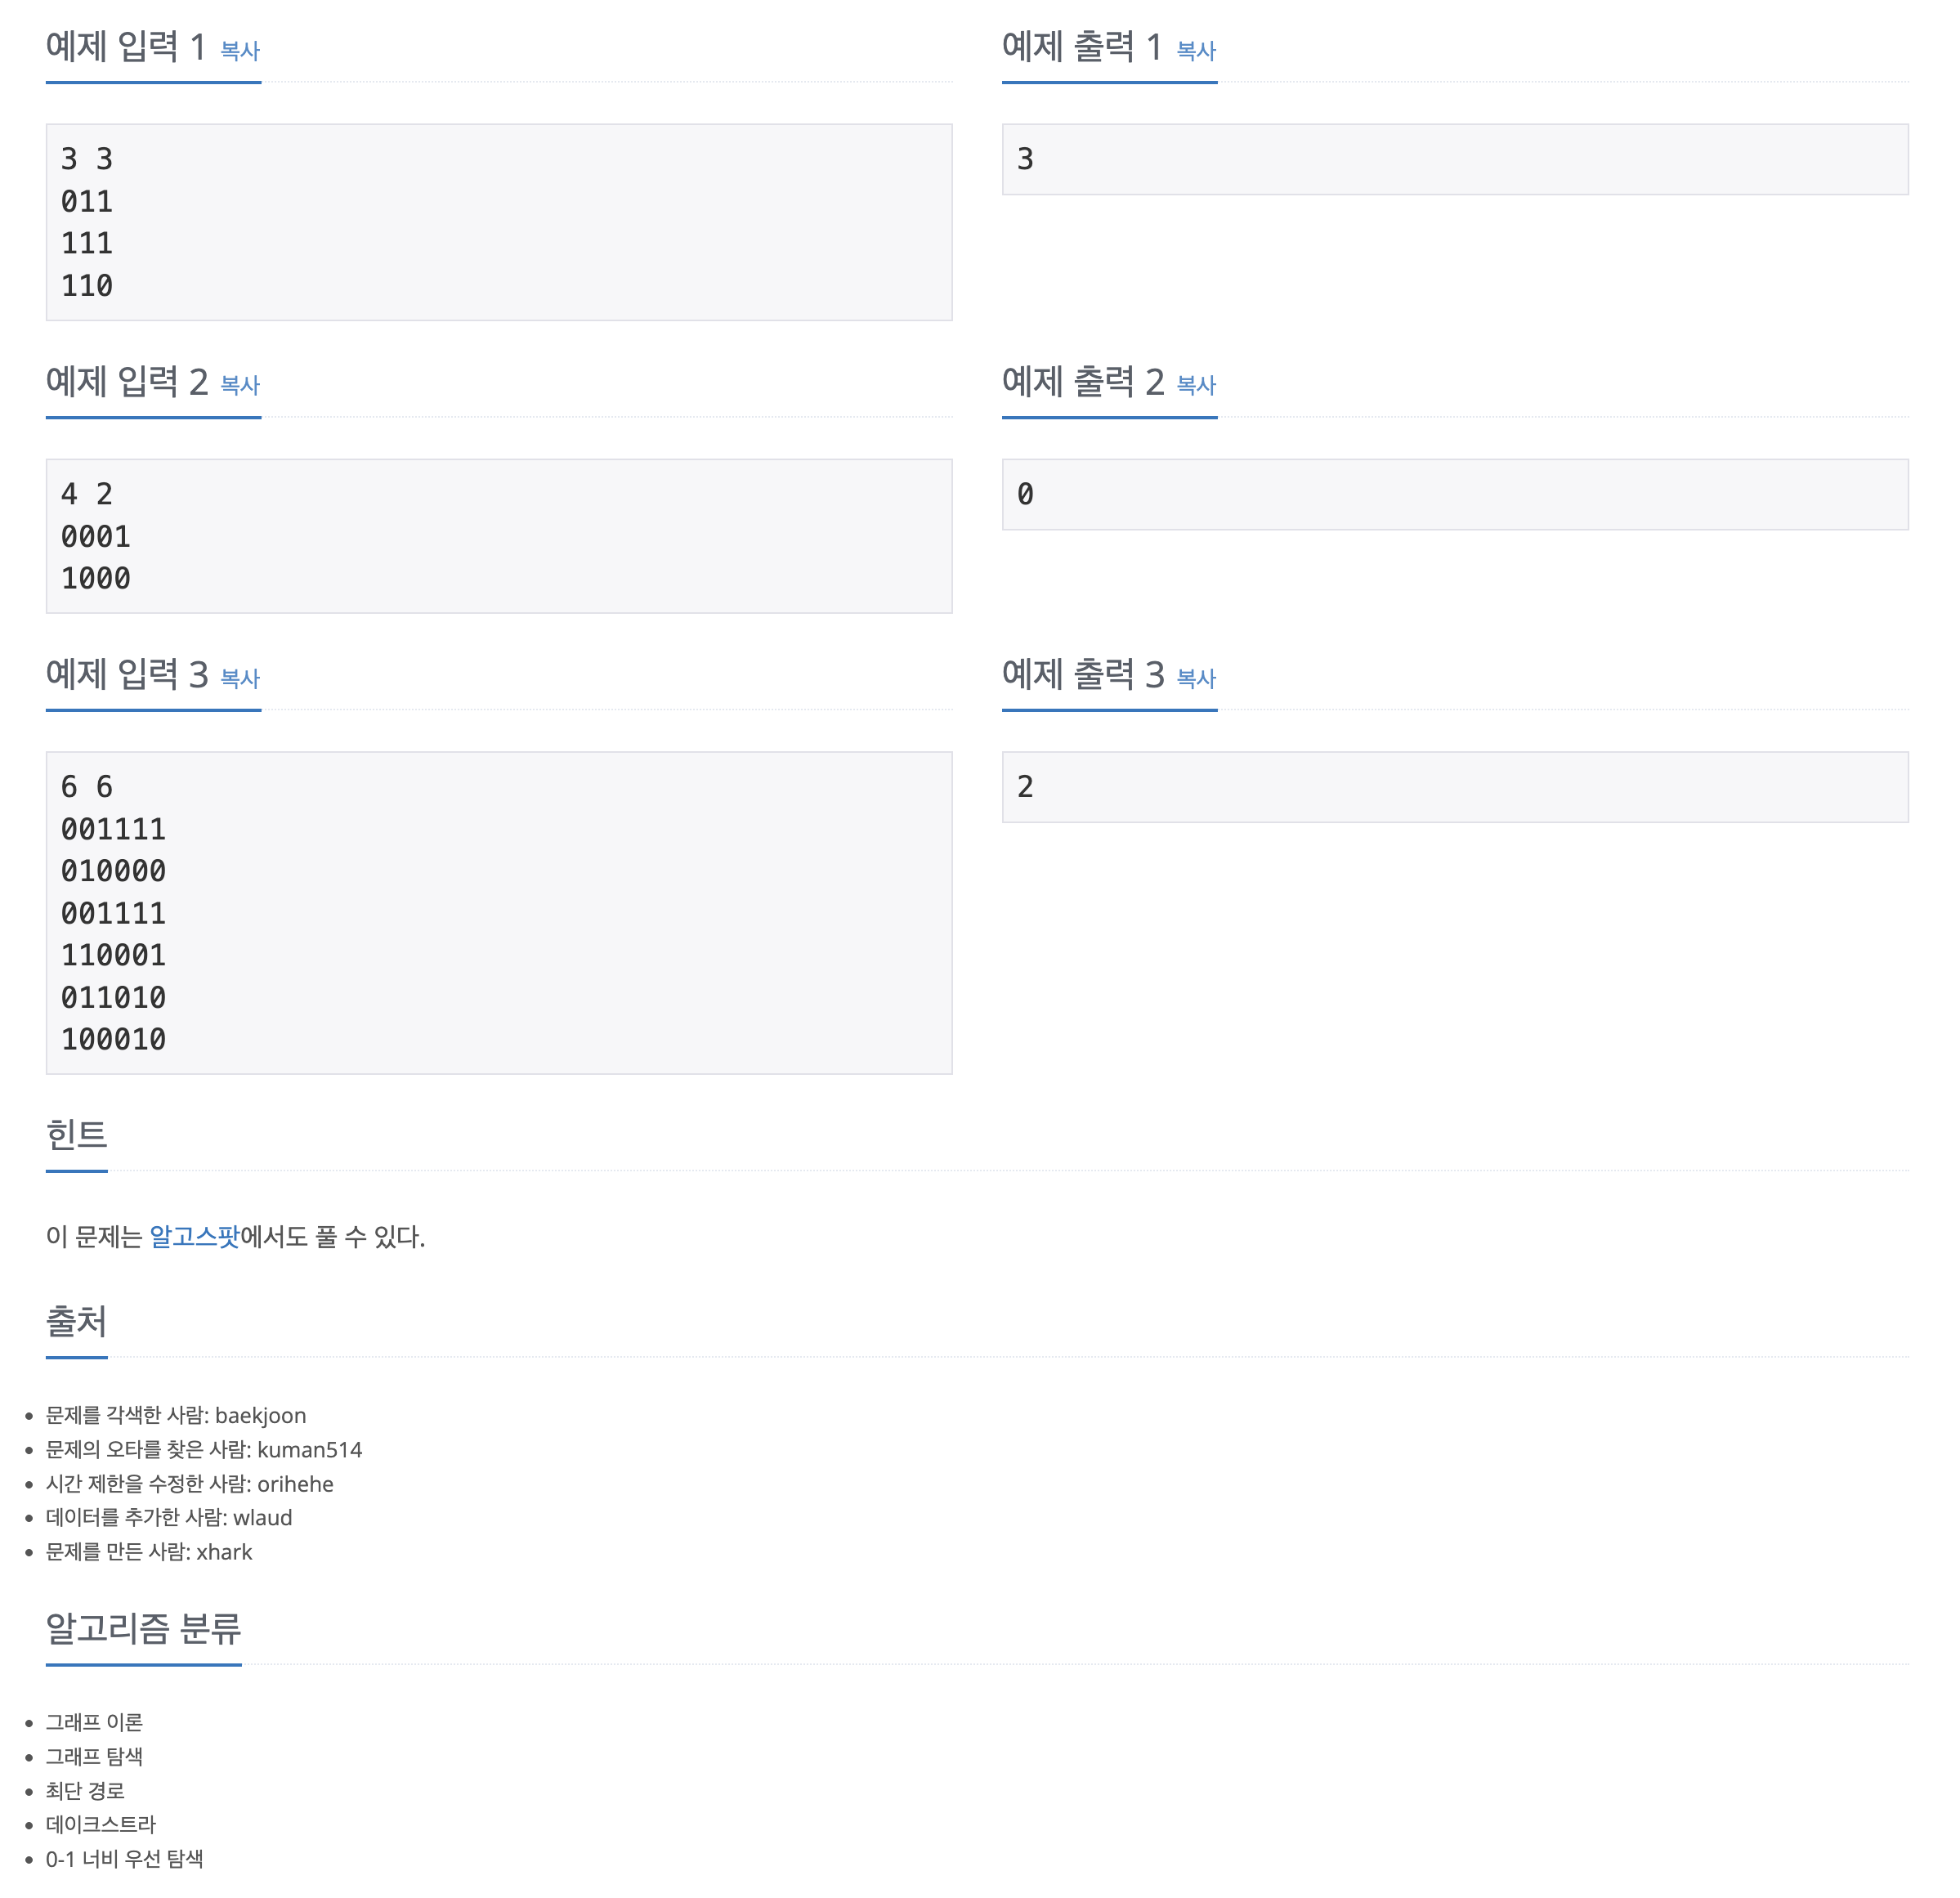 예제 입력 1 복사
3 3
011
111
110
예제 출력 1 복사
3
예제 입력 2 복사
4 2
0001
1000
예제 출력 2 복사
0
예제 입력 3 복사
6 6
001111
010000
001111
110001
011010
100010
예제 출력 3 복사
2
힌트
이 문제는 알고스팟에서도 풀 수 있다.
출처
문제를 각색한 사람: baekjoon
문제의 오타를 찾은 사람: kuman514
시간 제한을 수정한 사람: orihehe
데이터를 추가한 사람: wlaud
문제를 만든 사람: xhark
알고리즘 분류
그래프 이론
그래프 탐색
최단 경로
데이크스트라
0-1 너비 우선 탐색